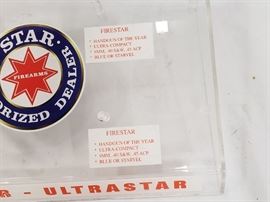 STAR.
FIREARMS
ORIZED DEALER
FIRESTAR
• HANDGUN OF THE YEAR
• ULTRA-COMPACT
• 9MM, .40 S&W, .45 ACP
• BLUE OR STARVEL
FIRESTAR
• HANDGUN OF THE YEAR
• ULTRA-COMPACT
• 9MM, .40 S&W, .45 ACP
• BLUE OR STARVEL
R - ULTRASTAR